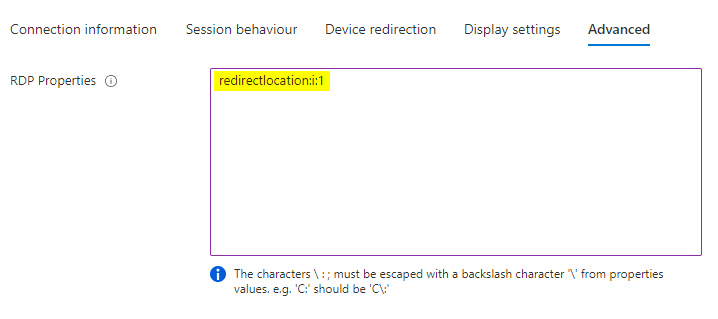 Connection information Session behaviour Device redirection Display settings Advanced
RDP Properties redirectlocation:i:1
The characters \ : ; must be escaped with a backslash character '\' from properties
values. e.g. 'C:' should be 'C\:'